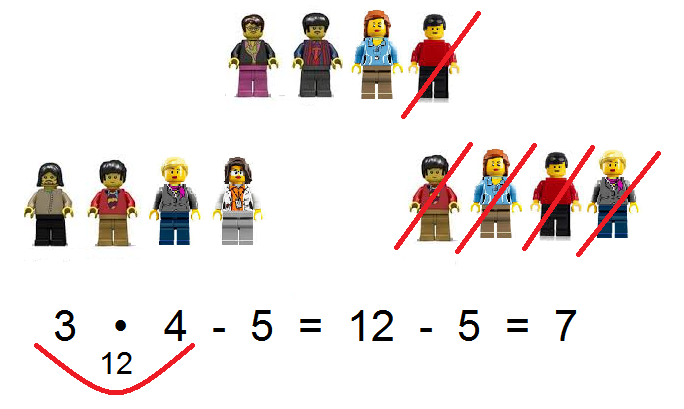 3 • 4 - 5 = 12 - 5 = 7
12